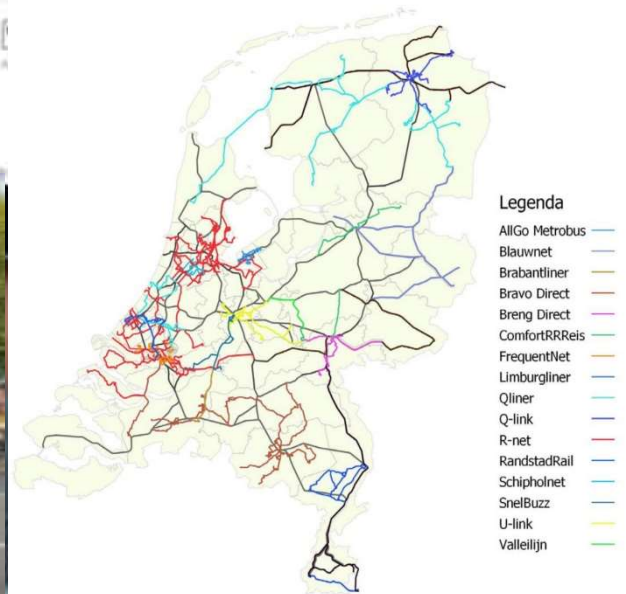 Legenda
AllGo Metrobus
Blauwnet
Brabantliner
Bravo Direct
Breng Direct
ComfortRRReis
FrequentNet
Limburgliner
Qliner
Q-link
R-net
RandstadRail
Schipholnet
SnelBuzz
U-link
Valleilijn